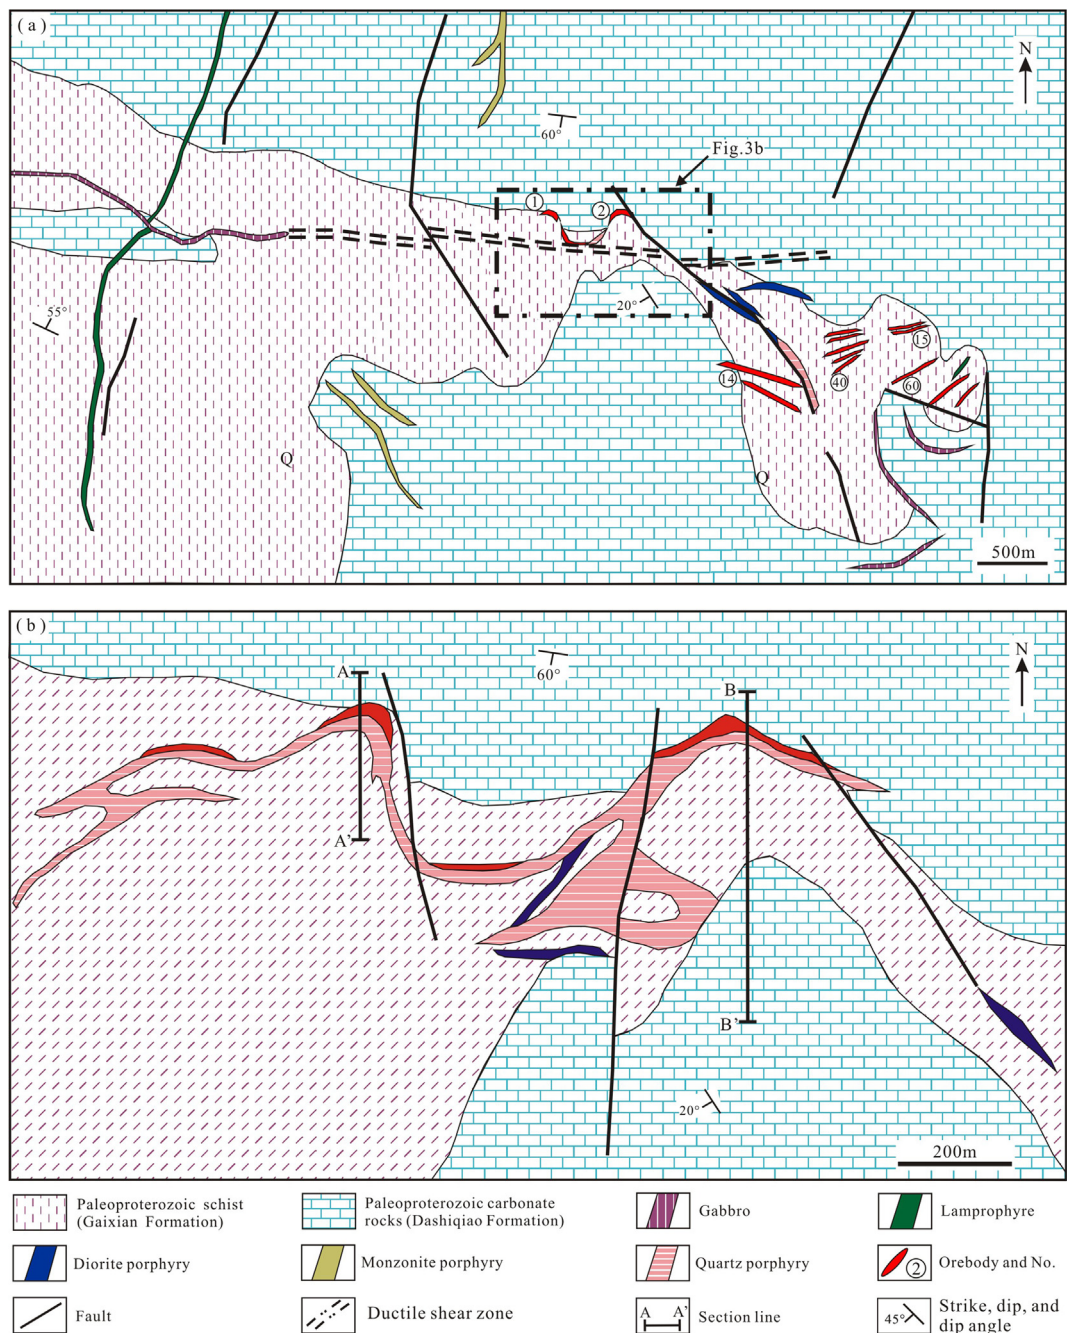 (a)
N
60°
Fig.3b
1
2
55°
20°
15
14
40
60
Q
Q
500m
(b)
N
A
60°
B
A'
B'
20°
200m
Paleoproterozoic schist
(Gaixian Formation)
Paleoproterozoic carbonate
rocks (Dashiqiao Formation)
Gabbro
Lamprophyre
Diorite porphyry
Monzonite porphyry
Quartz porphyry
2
Orebody and No.
Fault
Ductile shear zone
A A'
Section line
45°
Strike, dip, and
dip angle